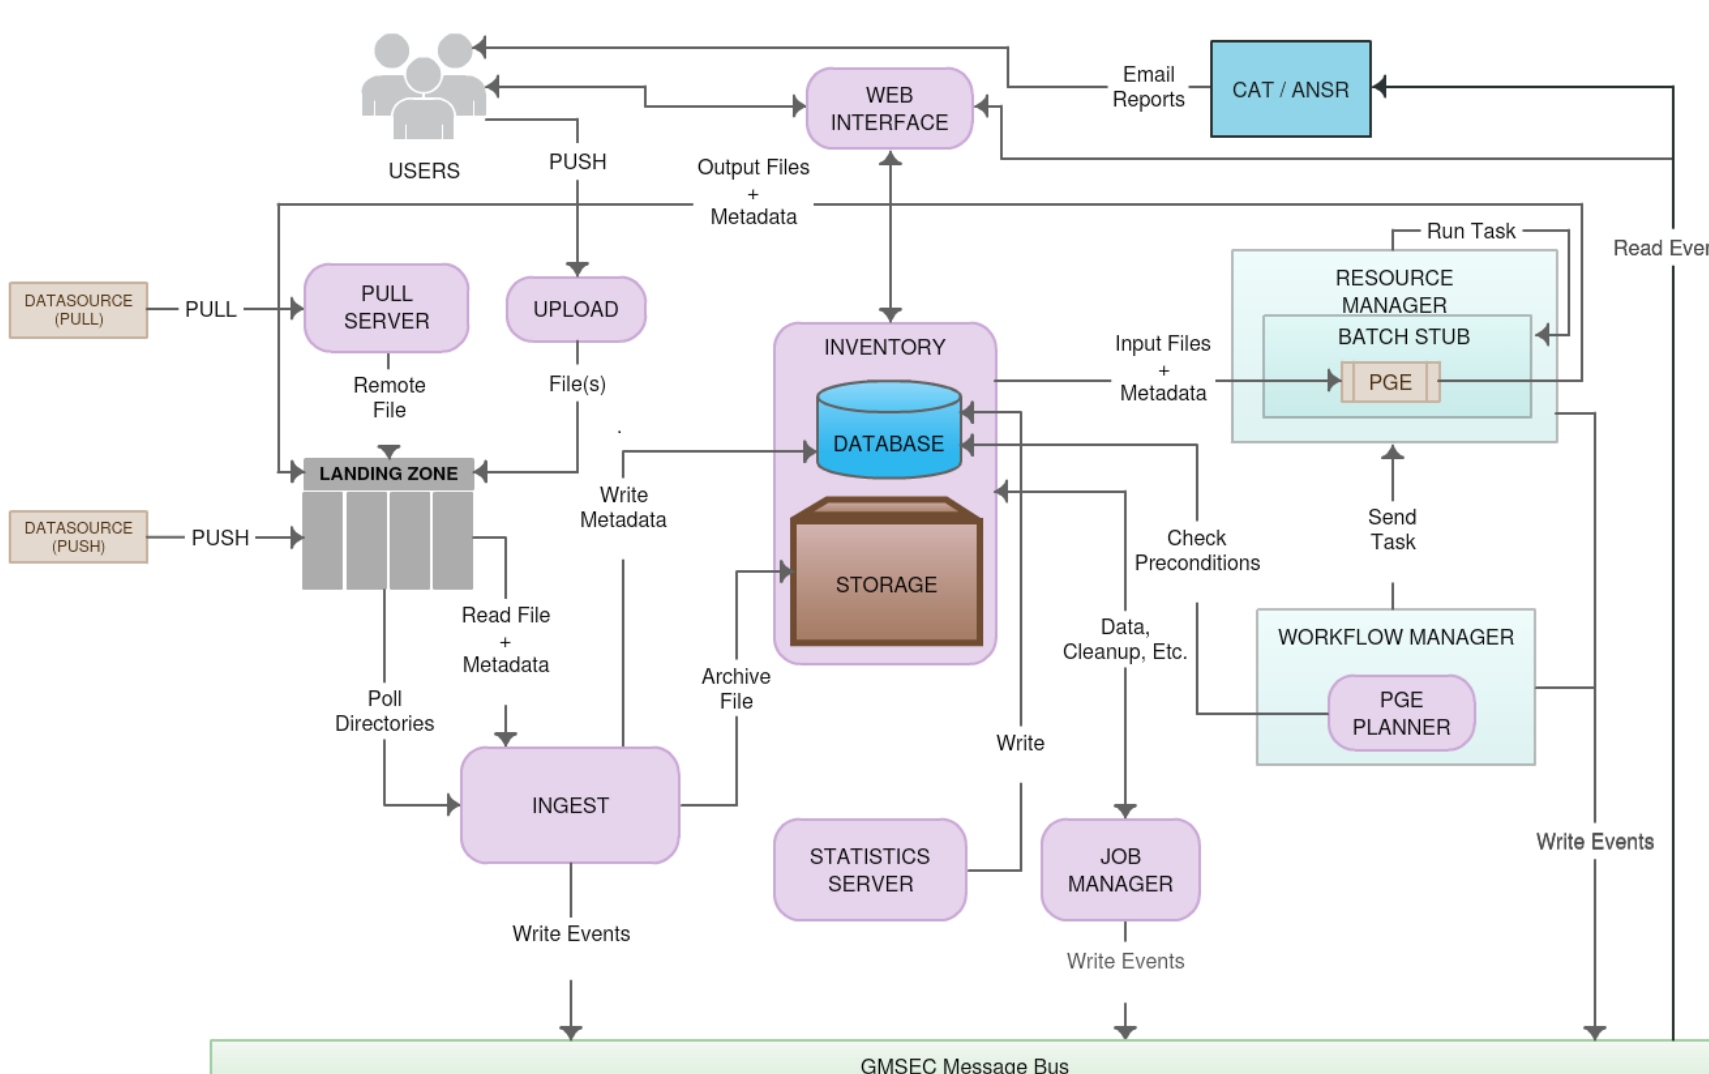 Email
Reports
CAT / ANSR
WEB
INTERFACE
USERS
PUSH
Output Files
+
Metadata
Run Task
Read Even
RESOURCE
MANAGER
DATASOURCE
(PULL)
PULL
PULL
SERVER
UPLOAD
BATCH STUB
INVENTORY
Input Files
+
Metadata
PGE
Remote
File
File(s)
DATABASE
LANDING ZONE
Write
Metadata
DATASOURCE
(PUSH)
PUSH
Send
Task
Check
Preconditions
STORAGE
Read File
+
Metadata
Data,
Cleanup, Etc.
WORKFLOW MANAGER
Archive
File
Poll
Directories
PGE
PLANNER
Write
INGEST
STATISTICS
SERVER
JOB
MANAGER
Write Events
Write Events
Write Events
GMSEC Message Bus